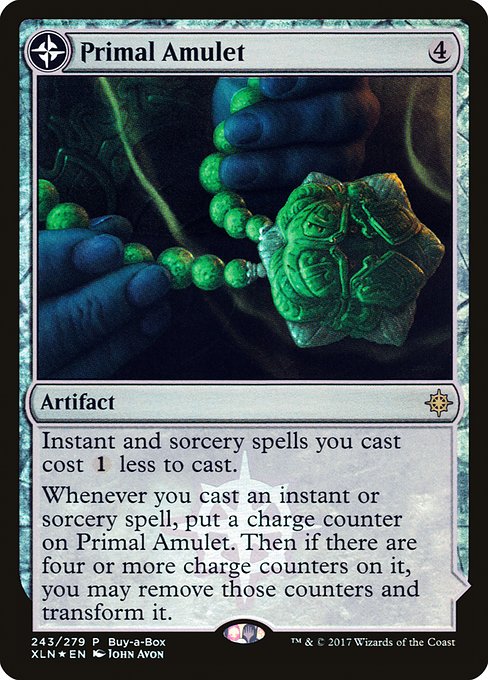 Primal Amulet 4
Artifact
Instant and sorcery spells you cast
cost 1 less to cast.
Whenever you cast an instant or
sorcery spell, put a charge counter
on Primal Amulet. Then if there are
four or more charge counters on it,
you may remove those counters and
transform it.
243/279 P Buy-a-Box
XLN ★ EN John Avon
™ & © 2017 Wizards of the Coast